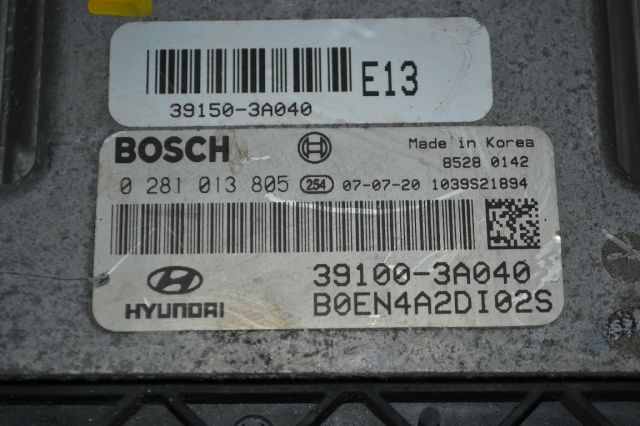 E13
39150-3A040
BOSCH Made in Korea
8528 0142
0 281 013 805 254 07-07-20 1039S21894
39100-3A040
HYUNDAI B0EN4A2DI02S